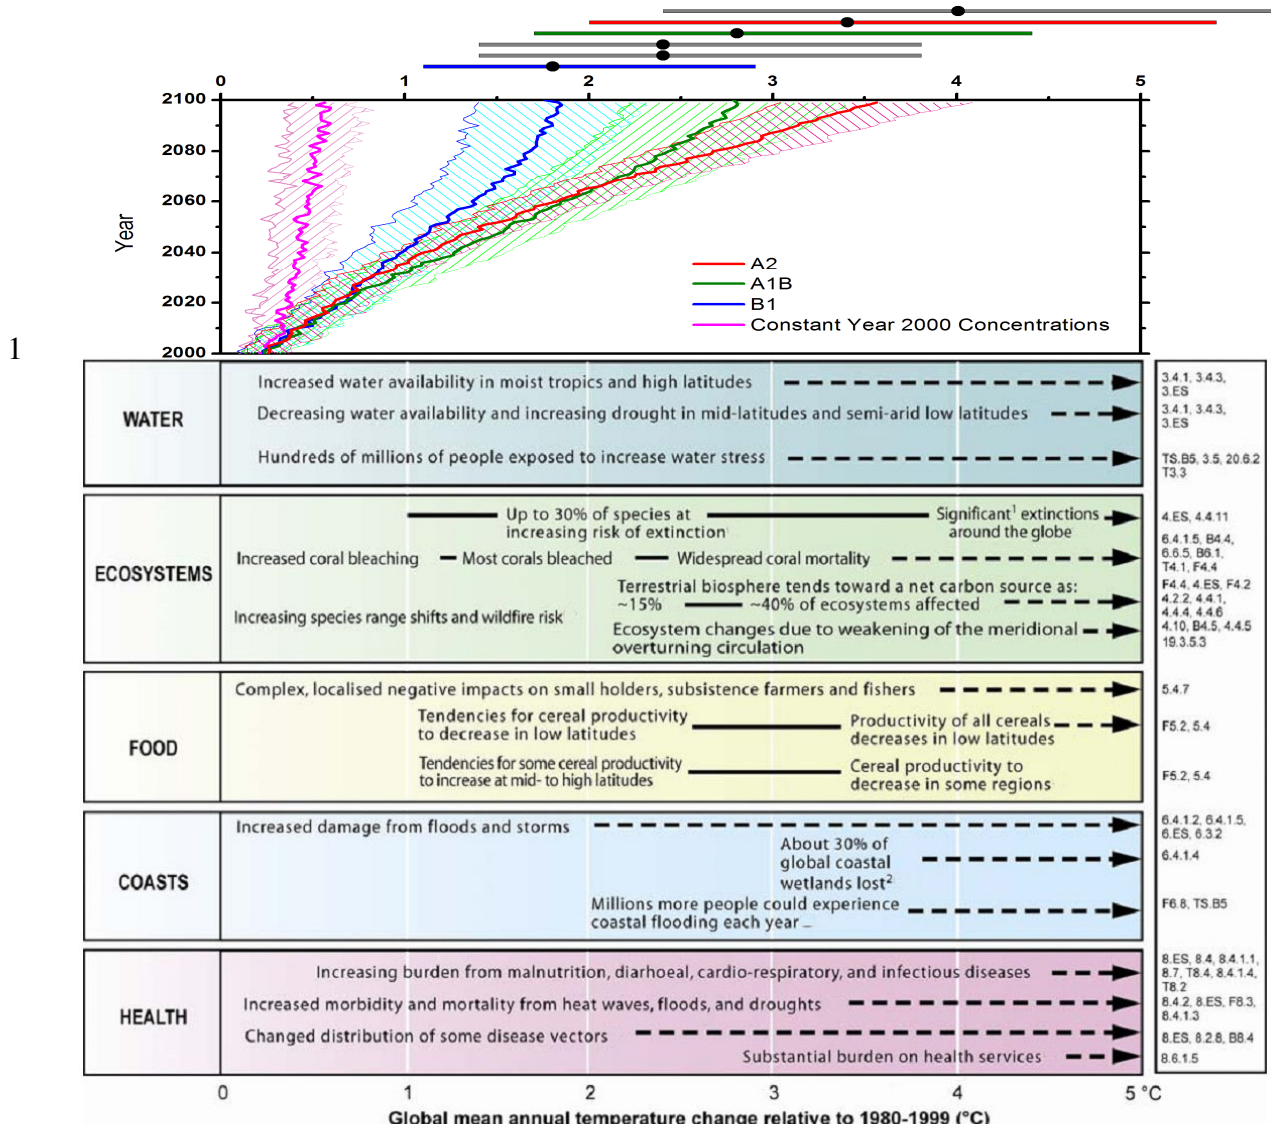 0 1 2 3 4 5
2100
2080
2060
2040
2020
2000
Year
A2
A1B
B1
Constant Year 2000 Concentrations
1
WATER
Increased water availability in moist tropics and high latitudes
Decreasing water availability and increasing drought in mid-latitudes and semi-arid low latitudes
Hundreds of millions of people exposed to increase water stress
3.4.1, 3.4.3,
3.ES
3.4.1, 3.4.3,
3.ES
TS.B5, 3.5, 20.6.2
T3.3
ECOSYSTEMS
Up to 30% of species at
increasing risk of extinction
Significant1 extinctions
around the globe
Increased coral bleaching
Most corals bleached
Widespread coral mortality
Terrestrial biosphere tends toward a net carbon source as:
~15%
~40% of ecosystems affected
Increasing species range shifts and wildfire risk
Ecosystem changes due to weakening of the meridional
overturning circulation
4.ES, 4.4.11
6.4.1.5, B4.4,
6.6.5, B6.1,
T4.1, F4.4
F4.4, 4.ES, F4.2
4.2.2, 4.4.1,
4.4.4, 4.4.6
4.10, B4.5, 4.4.5
19.3.5.3
FOOD
Complex, localised negative impacts on small holders, subsistence farmers and fishers
Tendencies for cereal productivity
to decrease in low latitudes
Productivity of all cereals
decreases in low latitudes
Tendencies for some cereal productivity
to increase at mid- to high latitudes
Cereal productivity to
decrease in some regions
5.4.7
F5.2, 5.4
F5.2, 5.4
COASTS
Increased damage from floods and storms
About 30% of
global coastal
wetlands lost2
Millions more people could experience
coastal flooding each year
6.4.1.2, 6.4.1.5,
6.ES, 6.3.2
6.4.1.4
F6.8, TS.B5
HEALTH
Increasing burden from malnutrition, diarhoeal, cardio-respiratory, and infectious diseases
Increased morbidity and mortality from heat waves, floods, and droughts
Changed distribution of some disease vectors
Substantial burden on health services
8.ES, 8.4, 8.4.1.1,
8.7, T8.4, 8.4.1.4,
T8.2
8.4.2, 8.ES, F8.3,
8.4.1.3
8.ES, 8.2.8, B8.4
8.6.1.5
0 1 2 3 4 5 °C
Global mean annual temperature change relative to 1980-1999 (°C)